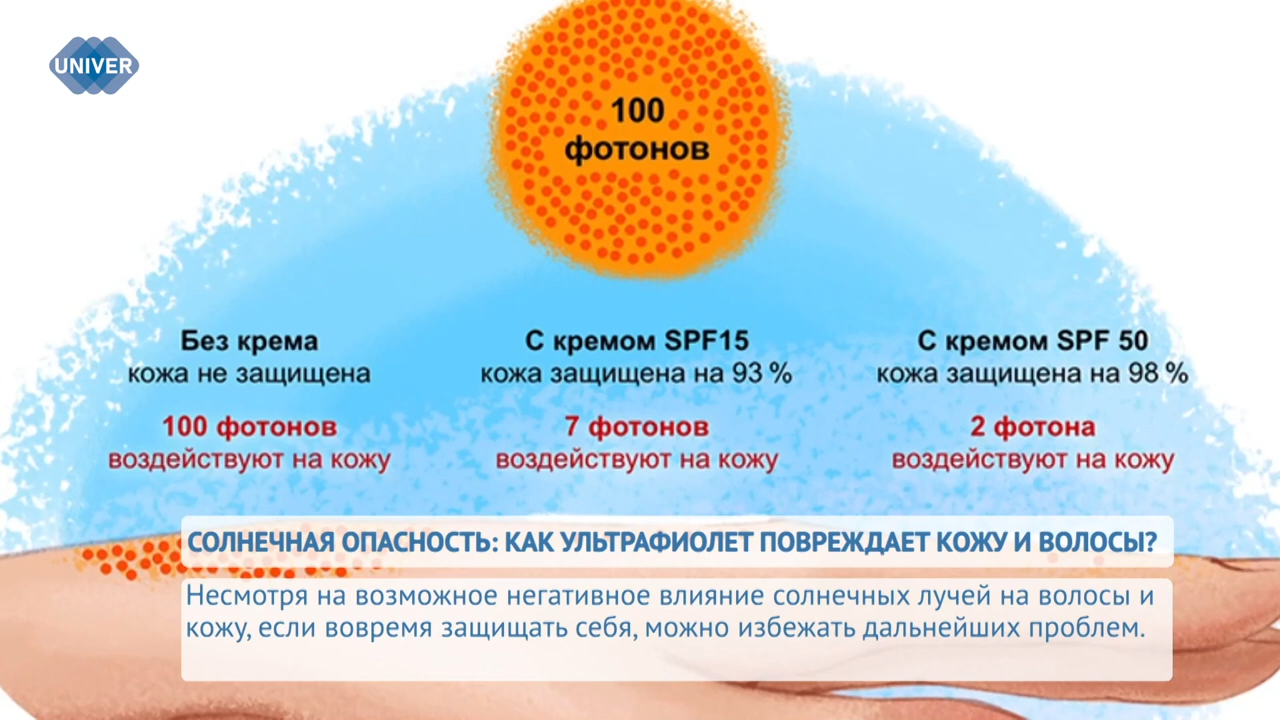 UNIVER
100
фотонов
Без крема
кожа не защищена
100 фотонов
воздействуют на кожу
С кремом SPF15
кожа защищена на 93 %
7 фотонов
воздействуют на кожу
С кремом SPF 50
кожа защищена на 98 %
2 фотона
воздействуют на кожу
СОЛНЕЧНАЯ ОПАСНОСТЬ: КАК УЛЬТРАФИОЛЕТ ПОВРЕЖДАЕТ КОЖУ И ВОЛОСЫ?
Несмотря на возможное негативное влияние солнечных лучей на волосы и
кожу, если вовремя защищать себя, можно избежать дальнейших проблем.